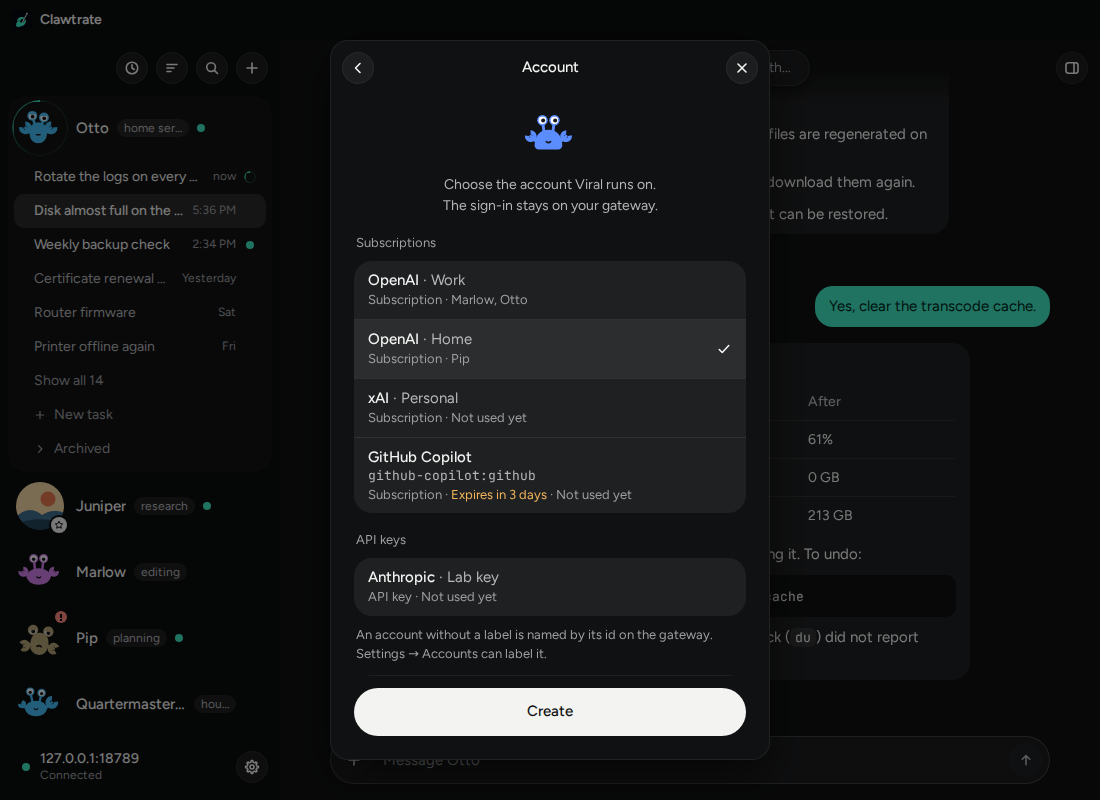 Clawtrate
Otto home ser...
Rotate the logs on every ... now
Disk almost full on the ... 5:36 PM
Weekly backup check 2:34 PM
Certificate renewal ... Yesterday
Router firmware Sat
Printer offline again Fri
Show all 14
+ New task
> Archived
Juniper research
Marlow editing
! 
Pip planning
Quartermaster... hou...
127.0.0.1:18789
Connected
Account
Choose the account Viral runs on.
The sign-in stays on your gateway.
Subscriptions
OpenAI · Work
Subscription · Marlow, Otto
OpenAI · Home
Subscription · Pip
xAI · Personal
Subscription · Not used yet
GitHub Copilot
github-copilot:github
Subscription · Expires in 3 days · Not used yet
API keys
Anthropic · Lab key
API key · Not used yet
An account without a label is named by its id on the gateway.
Settings → Accounts can label it.
Create
th...
files are regenerated on
download them again.
t can be restored.
Yes, clear the transcode cache.
After
61%
0 GB
213 GB
ng it. To undo:
cache
ck ( du ) did not report
Message Otto